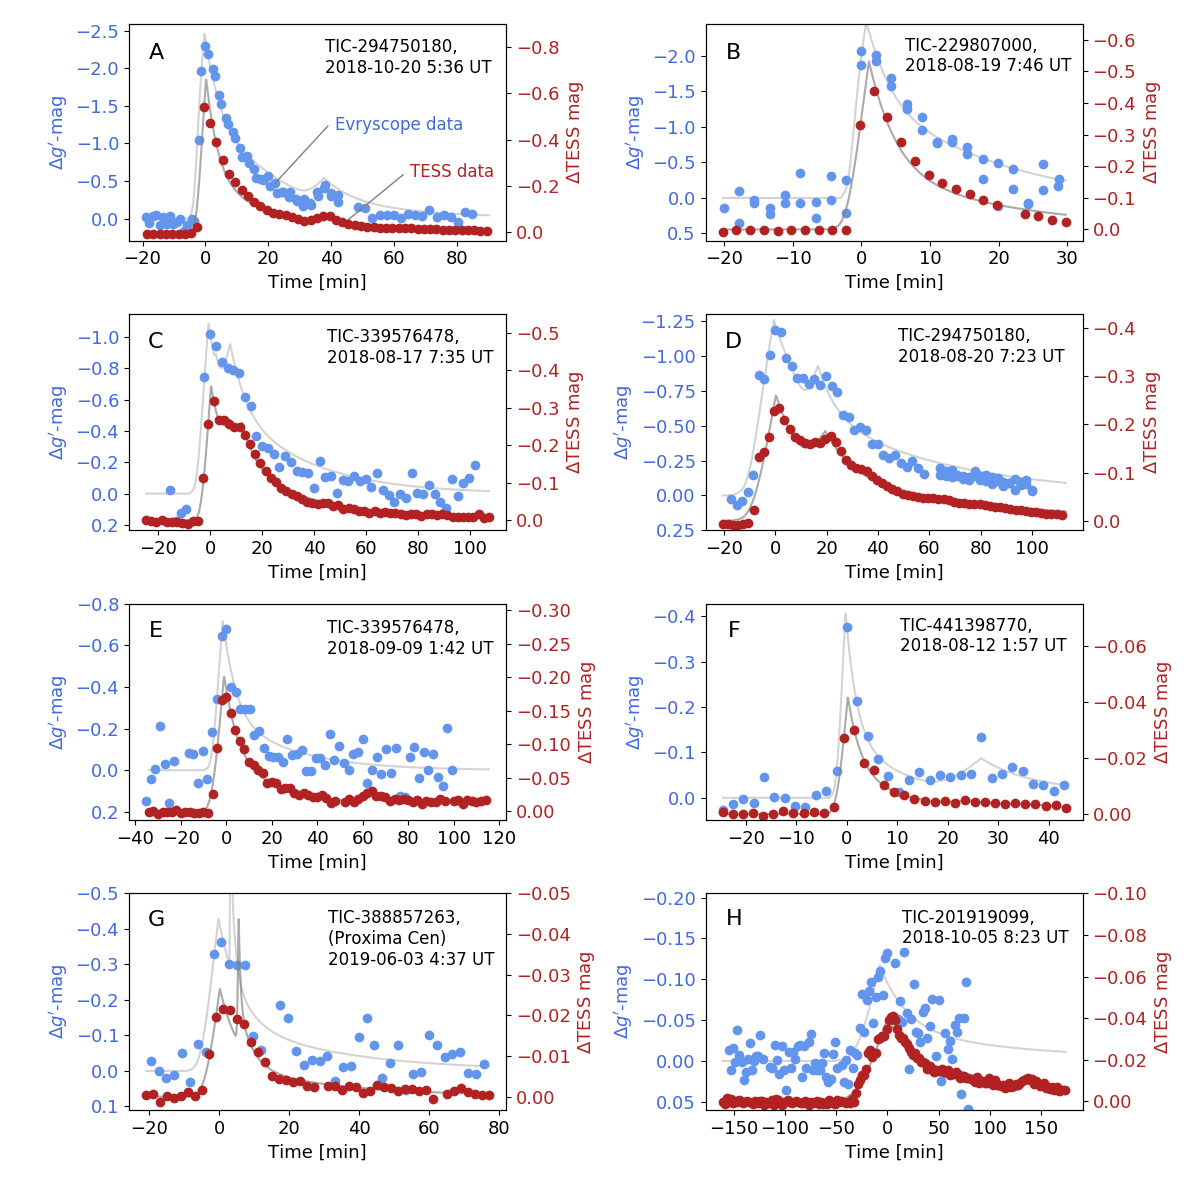 A
TIC-294750180,
2018-10-20 5:36 UT
Evryscope data
TESS data
−2.5
−2.0
−1.5
−1.0
−0.5
0.0
Δg′-mag
−0.8
−0.6
−0.4
−0.2
0.0
ΔTESS mag
−20 0 20 40 60 80
Time [min]
B
TIC-229807000,
2018-08-19 7:46 UT
−2.0
−1.5
−1.0
−0.5
0.0
0.5
Δg′-mag
−0.6
−0.5
−0.4
−0.3
−0.2
−0.1
0.0
ΔTESS mag
−20 −10 0 10 20 30
Time [min]
C
TIC-339576478,
2018-08-17 7:35 UT
−1.0
−0.8
−0.6
−0.4
−0.2
0.0
0.2
Δg′-mag
−0.5
−0.4
−0.3
−0.2
−0.1
0.0
ΔTESS mag
−20 0 20 40 60 80 100
Time [min]
D
TIC-294750180,
2018-08-20 7:23 UT
−1.25
−1.00
−0.75
−0.50
−0.25
0.00
0.25
Δg′-mag
−0.4
−0.3
−0.2
−0.1
0.0
ΔTESS mag
−20 0 20 40 60 80 100
Time [min]
E
TIC-339576478,
2018-09-09 1:42 UT
−0.8
−0.6
−0.4
−0.2
0.0
0.2
Δg′-mag
−0.30
−0.25
−0.20
−0.15
−0.10
−0.05
0.00
ΔTESS mag
−40 −20 0 20 40 60 80 100 120
Time [min]
F
TIC-441398770,
2018-08-12 1:57 UT
−0.4
−0.3
−0.2
−0.1
0.0
Δg′-mag
−0.06
−0.04
−0.02
0.00
ΔTESS mag
−20 −10 0 10 20 30 40
Time [min]
G
TIC-388857263,
(Proxima Cen)
2019-06-03 4:37 UT
−0.5
−0.4
−0.3
−0.2
−0.1
0.0
0.1
Δg′-mag
−0.05
−0.04
−0.03
−0.02
−0.01
0.00
ΔTESS mag
−20 0 20 40 60 80
Time [min]
H
TIC-201919099,
2018-10-05 8:23 UT
−0.20
−0.15
−0.10
−0.05
0.00
0.05
Δg′-mag
−0.10
−0.08
−0.06
−0.04
−0.02
0.00
ΔTESS mag
−150 −100 −50 0 50 100 150
Time [min]